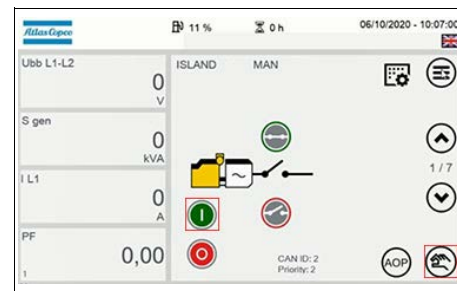 Atlas Copco
11 %
0 h
06/10/2020 - 10:07:00
Ubb L1-L2
0
V
S gen
0
kVA
I L1
0
A
PF
0,00
1
ISLAND
MAN
1 / 7
I
O
CAN ID: 2
Priority: 2
AOP